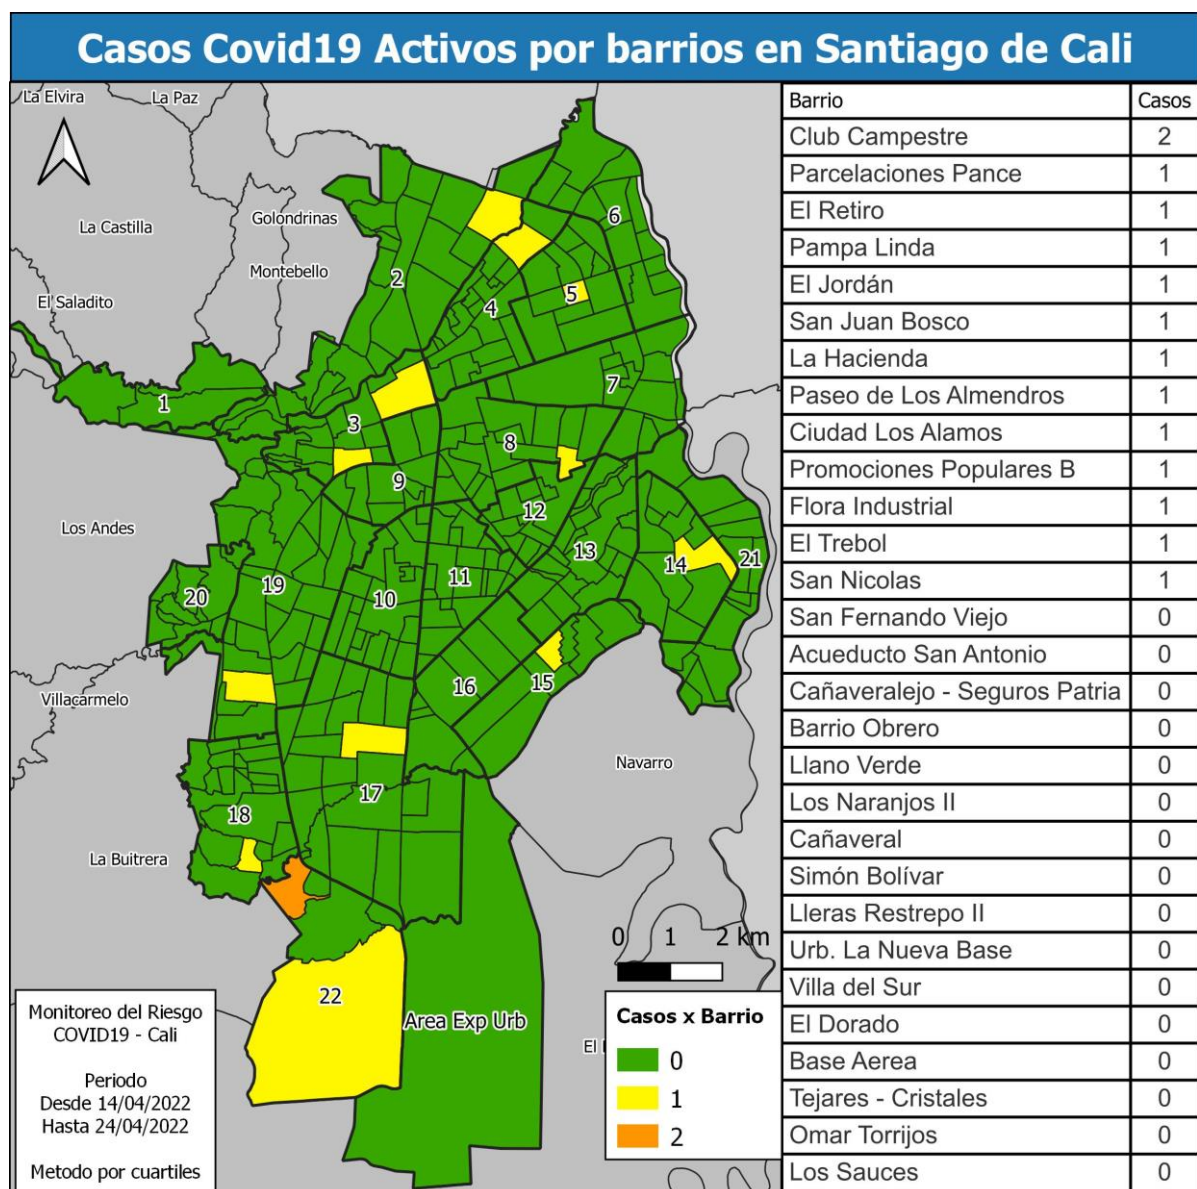 Casos Covid19 Activos por barrios en Santiago de Cali
La Elvira
La Paz
La Castilla
Golondrinas
Montebello
El Saladito
Los Andes
Villacarmelo
La Buitrera
Navarro
1
2
3
4
5
6
7
8
9
10
11
12
13
14
15
16
17
18
19
20
21
22
Area Exp Urb
0 1 2 km
Casos x Barrio
0
1
2
Monitoreo del Riesgo
COVID19 - Cali
Periodo
Desde 14/04/2022
Hasta 24/04/2022
Metodo por cuartiles
Barrio Casos
Club Campestre 2
Parcelaciones Pance 1
El Retiro 1
Pampa Linda 1
El Jordán 1
San Juan Bosco 1
La Hacienda 1
Paseo de Los Almendros 1
Ciudad Los Alamos 1
Promociones Populares B 1
Flora Industrial 1
El Trebol 1
San Nicolas 1
San Fernando Viejo 0
Acueducto San Antonio 0
Cañaveralejo - Seguros Patria 0
Barrio Obrero 0
Llano Verde 0
Los Naranjos II 0
Cañaveral 0
Simón Bolívar 0
Lleras Restrepo II 0
Urb. La Nueva Base 0
Villa del Sur 0
El Dorado 0
Base Aerea 0
Tejares - Cristales 0
Omar Torrijos 0
Los Sauces 0